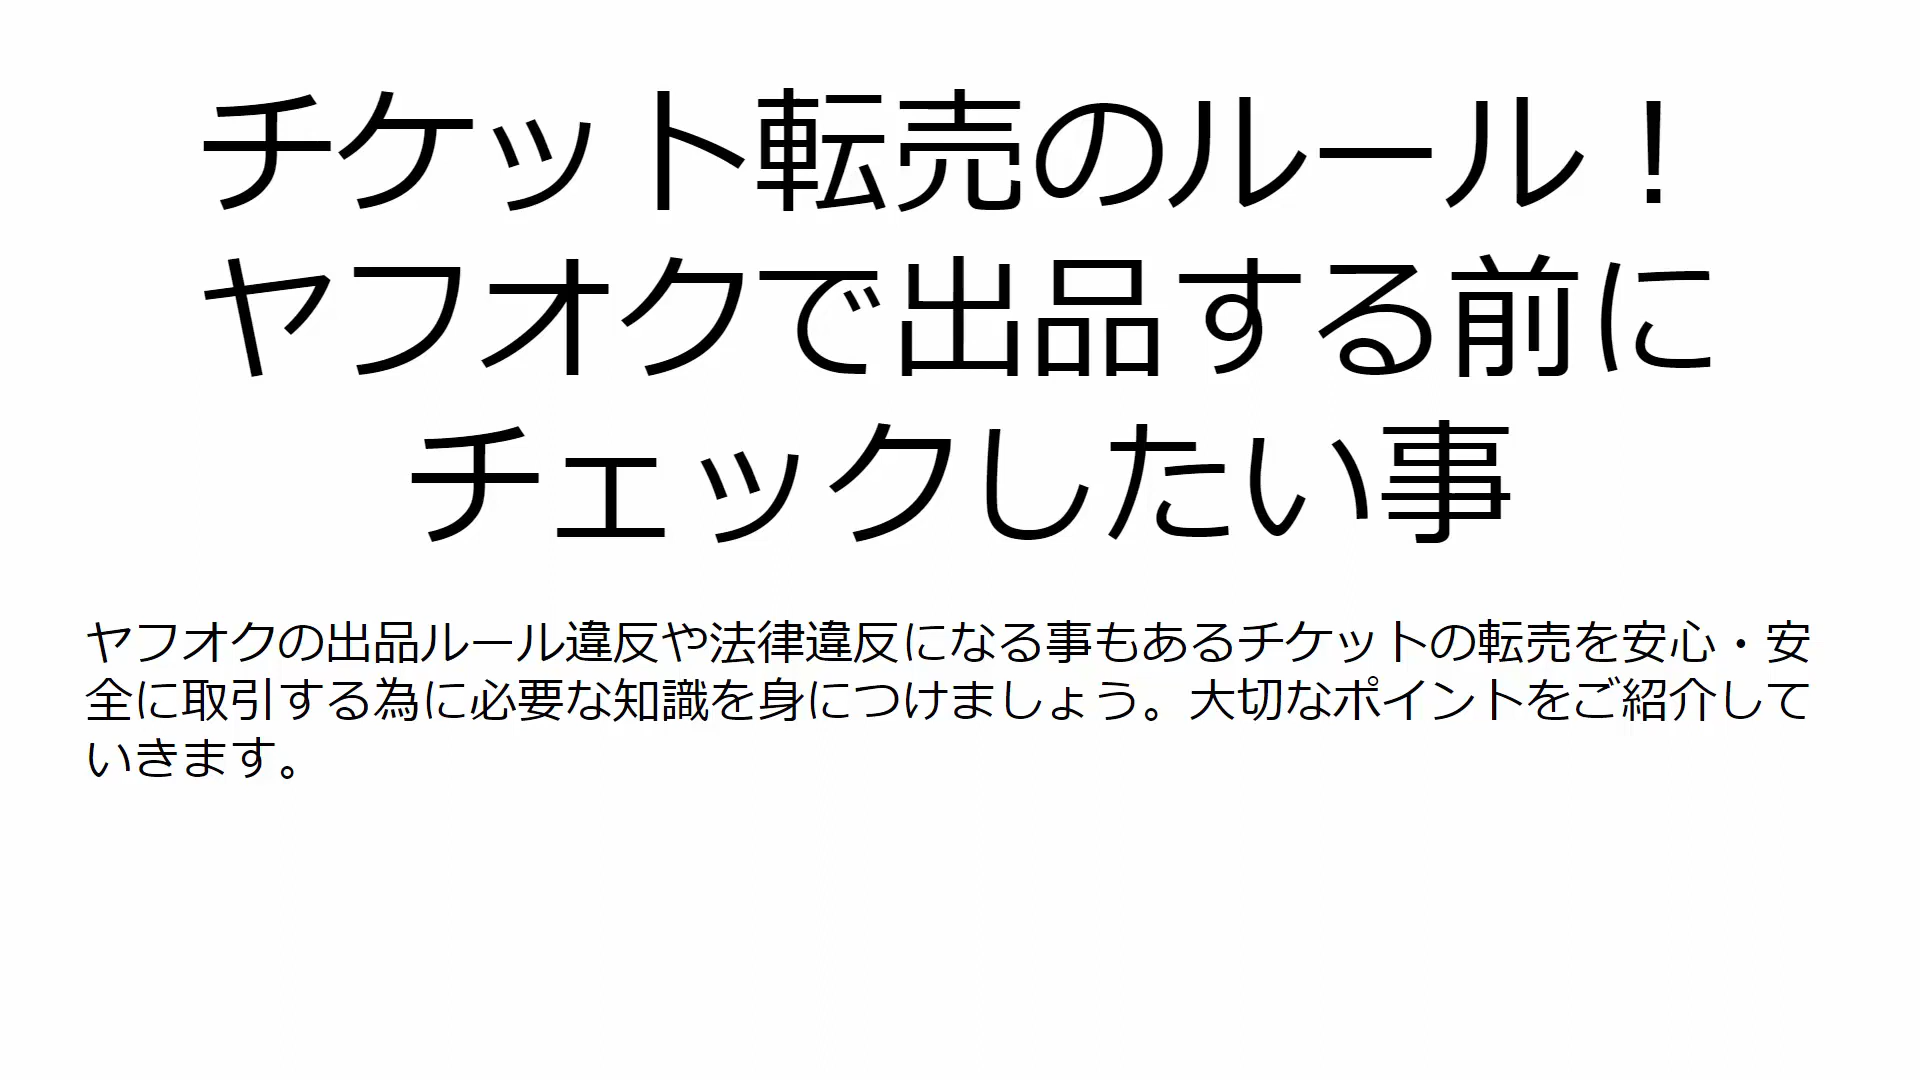 チケット転売のルール！
ヤフオクで出品する前に
チェックしたい事
ヤフオクの出品ルール違反や法律違反になる事もあるチケットの転売を安心・安
全に取引する為に必要な知識を身につけましょう。大切なポイントをご紹介して
いきます。